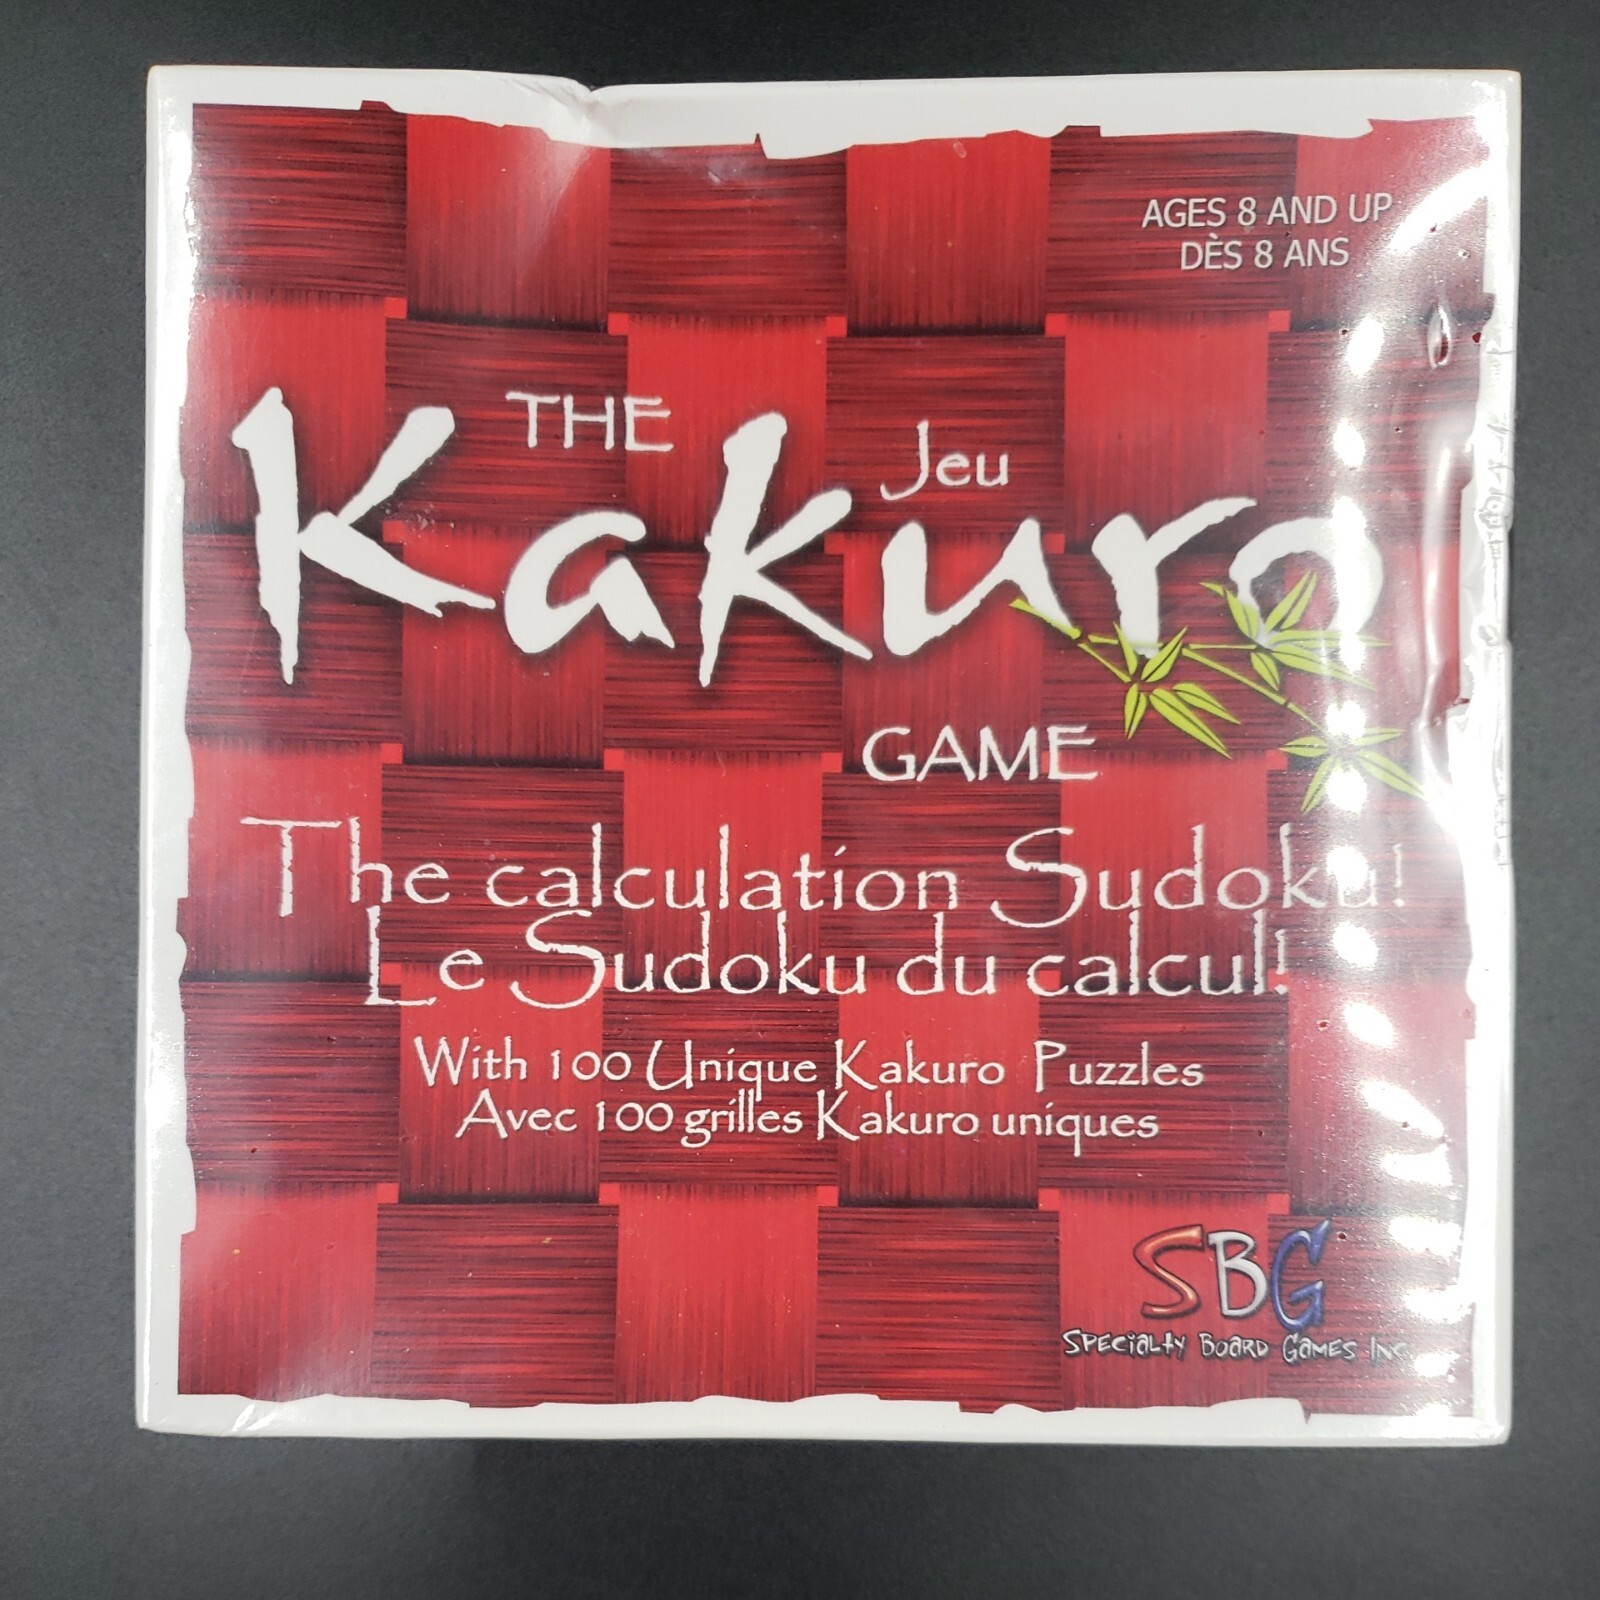 AGES 8 AND UP
DÈS 8 ANS
THE
Jeu
Kakuro
GAME
The calculation Sudoku!
Le Sudoku du calcul!
With 100 Unique Kakuro Puzzles
Avec 100 grilles Kakuro uniques
SBG
Specialty Board Games Inc.